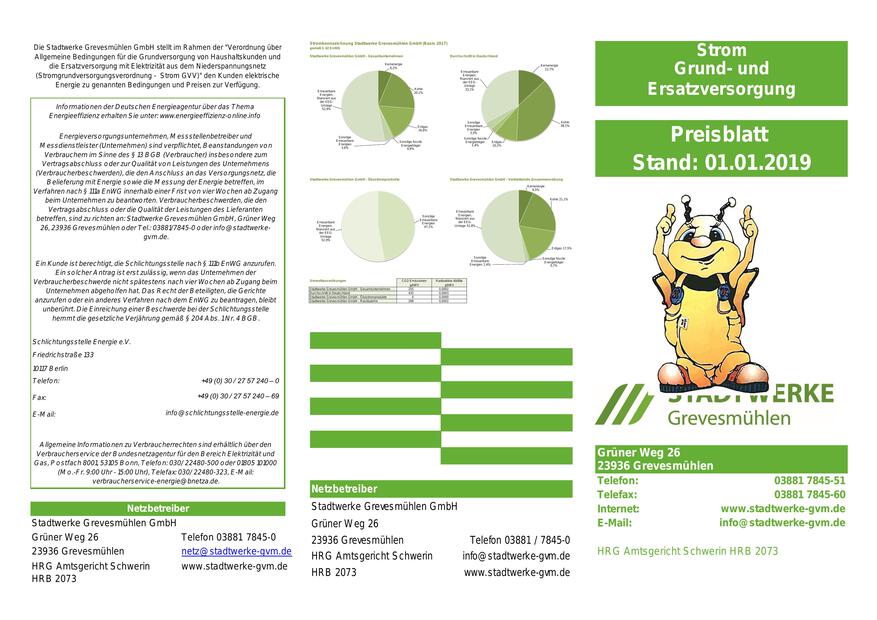 Die Stadtwerke Grevesmühlen GmbH stellt im Rahmen der "Verordnung über
Allgemeine Bedingungen für die Grundversorgung von Haushaltskunden und
die Ersatzversorgung mit Elektrizität aus dem Niederspannungsnetz
(Stromgrundversorgungsverordnung - Strom GVV)" den Kunden elektrische
Energie zu genannten Bedingungen und Preisen zur Verfügung.
Informationen der Deutschen Energieagentur über das Thema
Energieeffizienz erhalten Sie unter: www.energieeffizienz-online.info
Energieversorgungsunternehmen, Messstellenbetreiber und
Messdienstleister (Unternehmen) sind verpflichtet, Beanstandungen von
Verbrauchern im Sinne des § 13 BGB (Verbraucher) insbesondere zum
Vertragsabschluss oder zur Qualität von Leistungen des Unternehmens
(Verbraucherbeschwerden), die den Anschluss an das Versorgungsnetz, die
Belieferung mit Energie sowie die Messung der Energie betreffen, im
Verfahren nach § 111a EnWG innerhalb einer Frist von vier Wochen ab Zugang
beim Unternehmen zu beantworten. Verbraucherbeschwerden, die den
Vertragsabschluss oder die Qualität der Leistungen des Lieferanten
betreffen, sind zu richten an: Stadtwerke Grevesmühlen GmbH, Grüner Weg
26, 23936 Grevesmühlen oder Tel.: 03881/7845-0 oder info@stadtwerke-
gvm.de.
Ein Kunde ist berechtigt, die Schlichtungsstelle nach § 111b EnWG anzurufen.
Ein solcher Antrag ist erst zulässig, wenn das Unternehmen der
Verbraucherbeschwerde nicht spätestens nach vier Wochen ab Zugang beim
Unternehmen abgeholfen hat. Das Recht der Beteiligten, die Gerichte
anzurufen oder ein anderes Verfahren nach dem EnWG zu beantragen, bleibt
unberührt. Die Einreichung einer Beschwerde bei der Schlichtungsstelle
hemmt die gesetzliche Verjährung gemäß § 204 Abs. 1 Nr. 4 BGB.
Schlichtungsstelle Energie e.V.
Friedrichstraße 133
10117 Berlin
Telefon: +49 (0) 30 / 27 57 240 – 0
Fax: +49 (0) 30 / 27 57 240 – 69
E-Mail: info@schlichtungsstelle-energie.de
Allgemeine Informationen zu Verbraucherrechten sind erhältlich über den
Verbraucherservice der Bundesnetzagentur für den Bereich Elektrizität und
Gas, Postfach 8001, 53105 Bonn, Telefon: 030/ 22480-500 oder 01805 101000
(Mo.-Fr. 9:00 Uhr - 15:00 Uhr), Telefax: 030/ 22480-323, E-Mail:
verbraucherservice-energie@bnetza.de.
Netzbetreiber
Stadtwerke Grevesmühlen GmbH
Grüner Weg 26 Telefon 03881 7845-0
23936 Grevesmühlen netz@stadtwerke-gvm.de
HRG Amtsgericht Schwerin www.stadtwerke-gvm.de
HRB 2073
Stromkennzeichnung Stadtwerke Grevesmühlen GmbH (Basis 2017)
Stadtwerke Grevesmühlen GmbH - Gesamtunternehmen
Durchschnitt Deutschland
Netzbetreiber
Stadtwerke Grevesmühlen GmbH
Grüner Weg 26
23936 Grevesmühlen Telefon 03881 / 7845-0
HRG Amtsgericht Schwerin info@stadtwerke-gvm.de
HRB 2073 www.stadtwerke-gvm.de
Strom
Grund- und
Ersatzversorgung
Preisblatt
Stand: 01.01.2019
STADTWERKE
Grevesmühlen
Grüner Weg 26
23936 Grevesmühlen
Telefon: 03881 7845-51
Telefax: 03881 7845-60
Internet: www.stadtwerke-gvm.de
E-Mail: info@stadtwerke-gvm.de
HRG Amtsgericht Schwerin HRB 2073